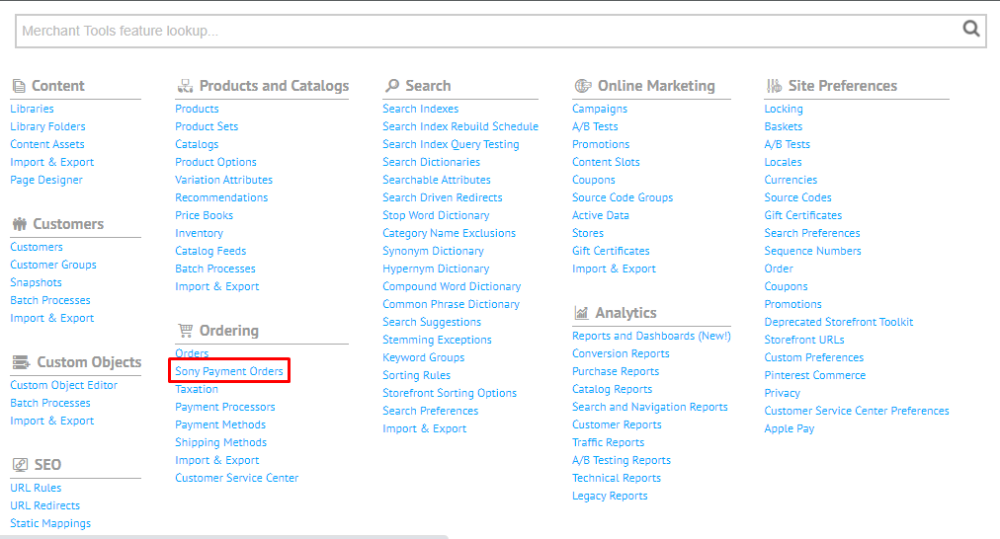 Merchant Tools feature lookup...
Content
Libraries
Library Folders
Content Assets
Import & Export
Page Designer
Customers
Customers
Customer Groups
Snapshots
Batch Processes
Import & Export
Custom Objects
Custom Object Editor
Batch Processes
Import & Export
SEO
URL Rules
URL Redirects
Static Mappings
Products and Catalogs
Products
Product Sets
Catalogs
Product Options
Variation Attributes
Recommendations
Price Books
Inventory
Catalog Feeds
Batch Processes
Import & Export
Ordering
Orders
Sony Payment Orders
Taxation
Payment Processors
Payment Methods
Shipping Methods
Import & Export
Customer Service Center
Search
Search Indexes
Search Index Rebuild Schedule
Search Index Query Testing
Search Dictionaries
Searchable Attributes
Search Driven Redirects
Stop Word Dictionary
Category Name Exclusions
Synonym Dictionary
Hypernym Dictionary
Compound Word Dictionary
Common Phrase Dictionary
Search Suggestions
Stemming Exceptions
Keyword Groups
Sorting Rules
Storefront Sorting Options
Search Preferences
Import & Export
Online Marketing
Campaigns
A/B Tests
Promotions
Content Slots
Coupons
Source Code Groups
Active Data
Stores
Gift Certificates
Import & Export
Analytics
Reports and Dashboards (New!)
Conversion Reports
Purchase Reports
Catalog Reports
Search and Navigation Reports
Customer Reports
Traffic Reports
A/B Testing Reports
Technical Reports
Legacy Reports
Site Preferences
Locking
Baskets
A/B Tests
Locales
Currencies
Source Codes
Gift Certificates
Search Preferences
Sequence Numbers
Order
Coupons
Promotions
Deprecated Storefront Toolkit
Storefront URLs
Custom Preferences
Pinterest Commerce
Privacy
Customer Service Center Preferences
Apple Pay